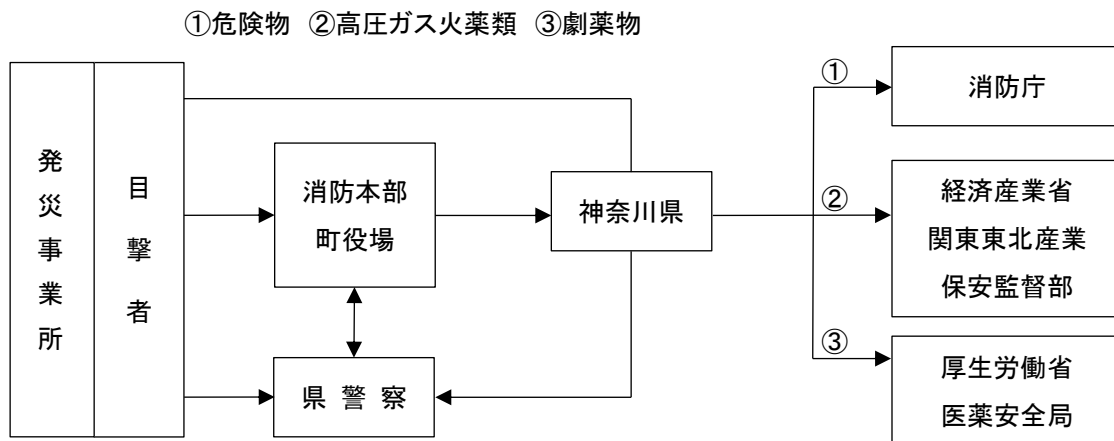 ①危険物 ②高圧ガス火薬類 ③劇薬物
発災事業所
目撃者
消防本部
町役場
県警察
神奈川県
①
消防庁
②
経済産業省
関東東北産業
保安監督部
③
厚生労働省
医薬安全局